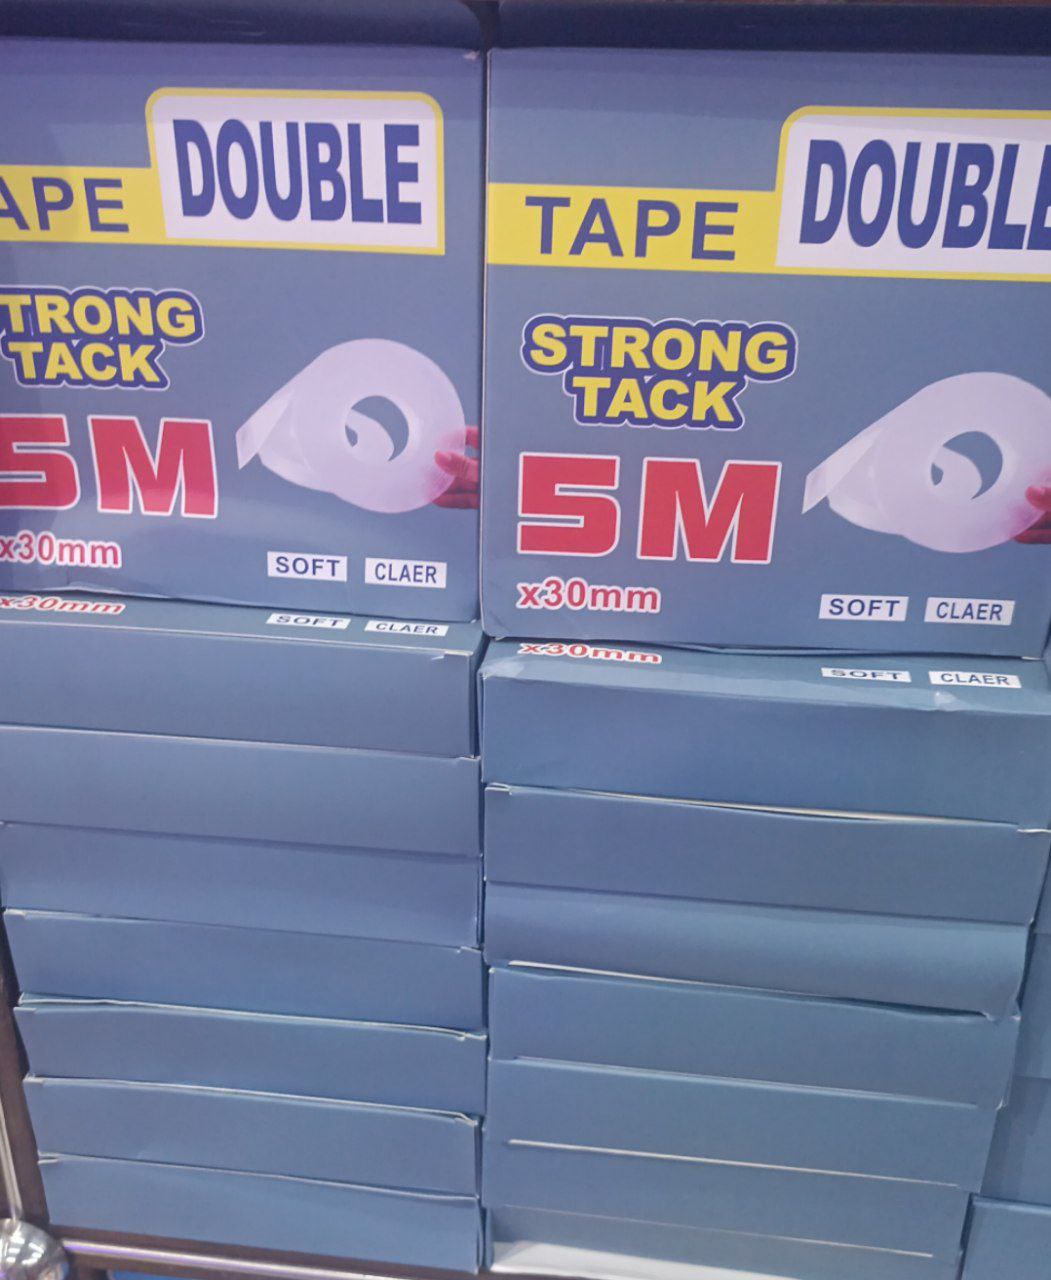 APE DOUBLE
TRONG
TACK
5M
x30mm
SOFT CLAER
x30mm SOFT CLAER
TAPE DOUBLE
STRONG
TACK
5M
x30mm
SOFT CLAER
x30mm SOFT CLAER